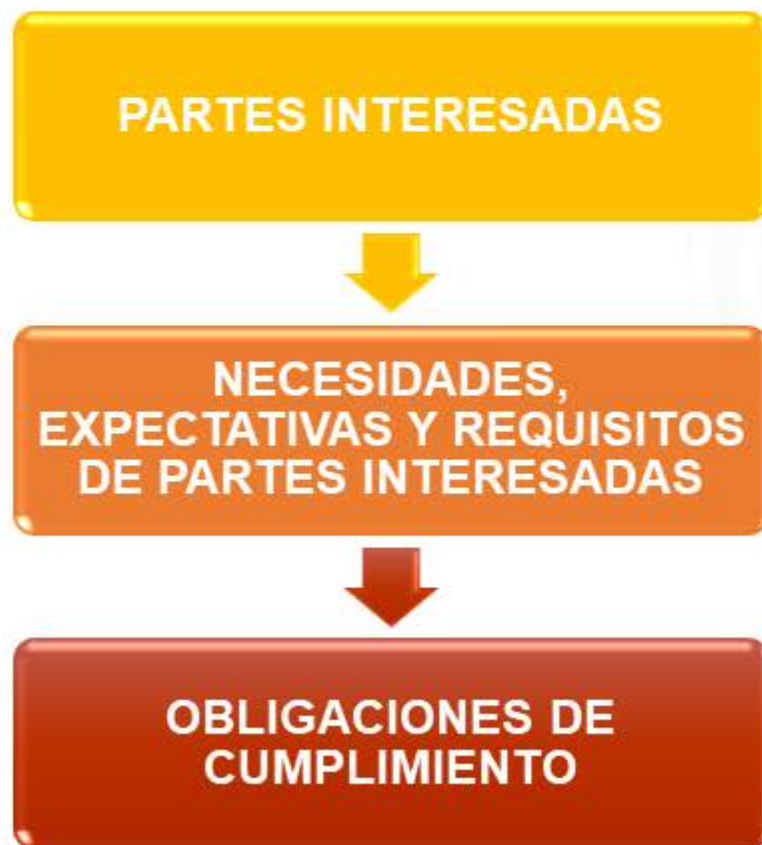 PARTES INTERESADAS
NECESIDADES,
EXPECTATIVAS Y REQUISITOS
DE PARTES INTERESADAS
OBLIGACIONES DE
CUMPLIMIENTO